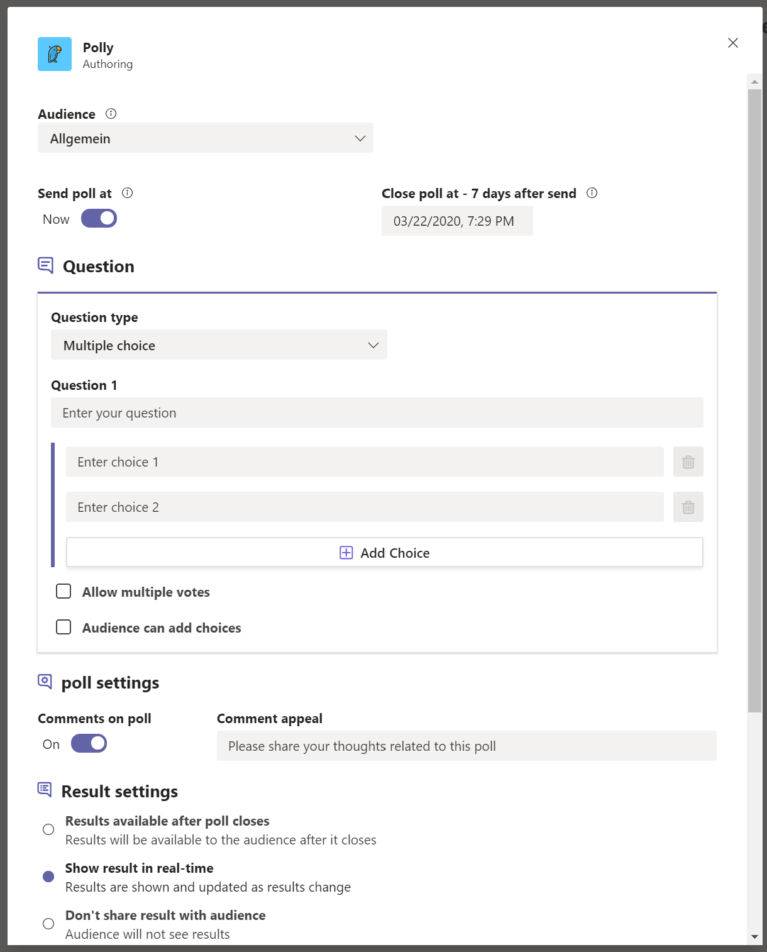 Polly
Authoring
Audience
Allgemein
Send poll at
Close poll at - 7 days after send
Now
03/22/2020, 7:29 PM
Question
Question type
Multiple choice
Question 1
Enter your question
Enter choice 1
Enter choice 2
Add Choice
Allow multiple votes
Audience can add choices
poll settings
Comments on poll
Comment appeal
On
Please share your thoughts related to this poll
Result settings
Results available after poll closes
Results will be available to the audience after it closes
Show result in real-time
Results are shown and updated as results change
Don't share result with audience
Audience will not see results